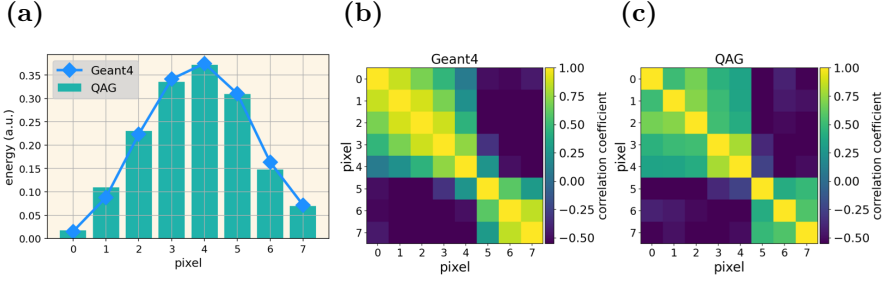 (a)
Geant4
QAG
energy (a.u.)
0.35
0.30
0.25
0.20
0.15
0.10
0.05
0.00
0 1 2 3 4 5 6 7
pixel
(b)
Geant4
pixel
0
1
2
3
4
5
6
7
0 1 2 3 4 5 6 7
pixel
1.00
0.75
0.50
0.25
0.00
−0.25
−0.50
correlation coefficient
(c)
QAG
pixel
0
1
2
3
4
5
6
7
0 1 2 3 4 5 6 7
pixel
1.00
0.75
0.50
0.25
0.00
−0.25
−0.50
correlation coefficient